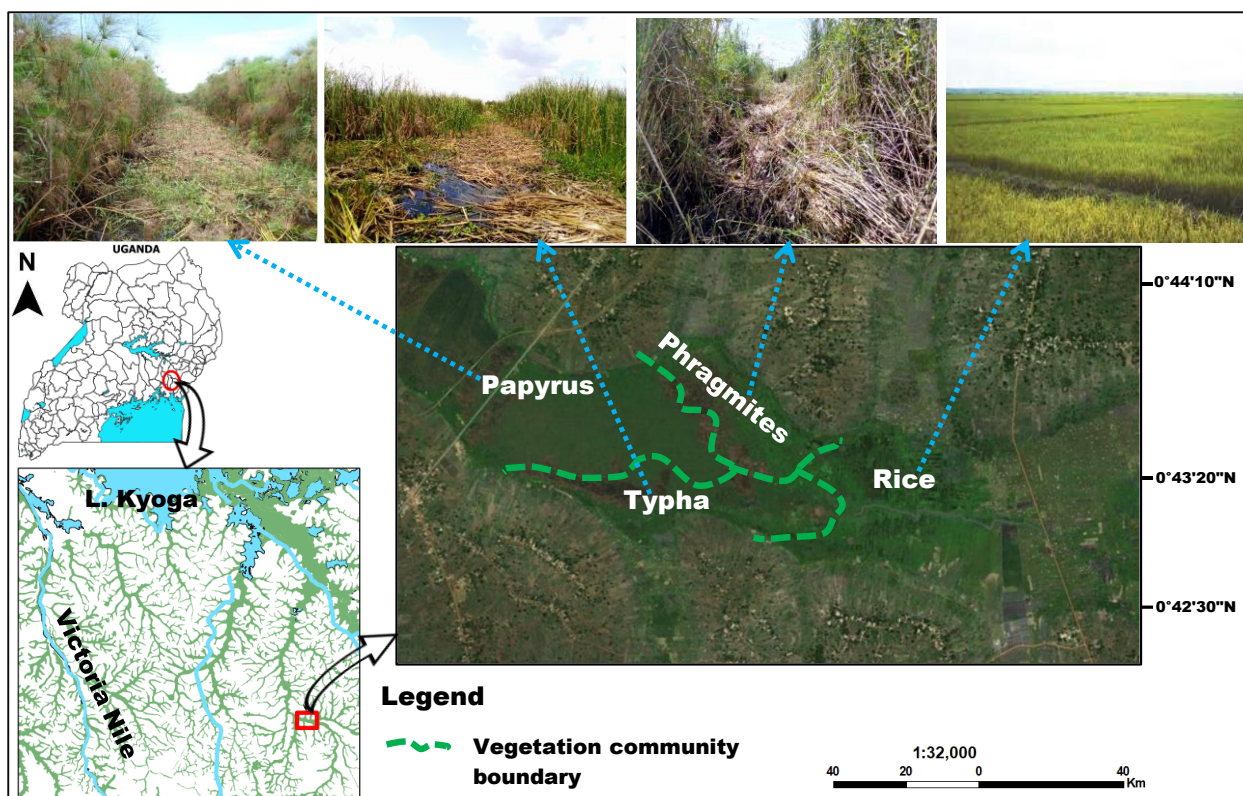 UGANDA
N
0°44'10"N
Papyrus
Phragmites
0°43'20"N
Rice
Typha
L. Kyoga
0°42'30"N
Victoria Nile
Legend
Vegetation community
boundary
1:32,000
40 20 0 40
Km